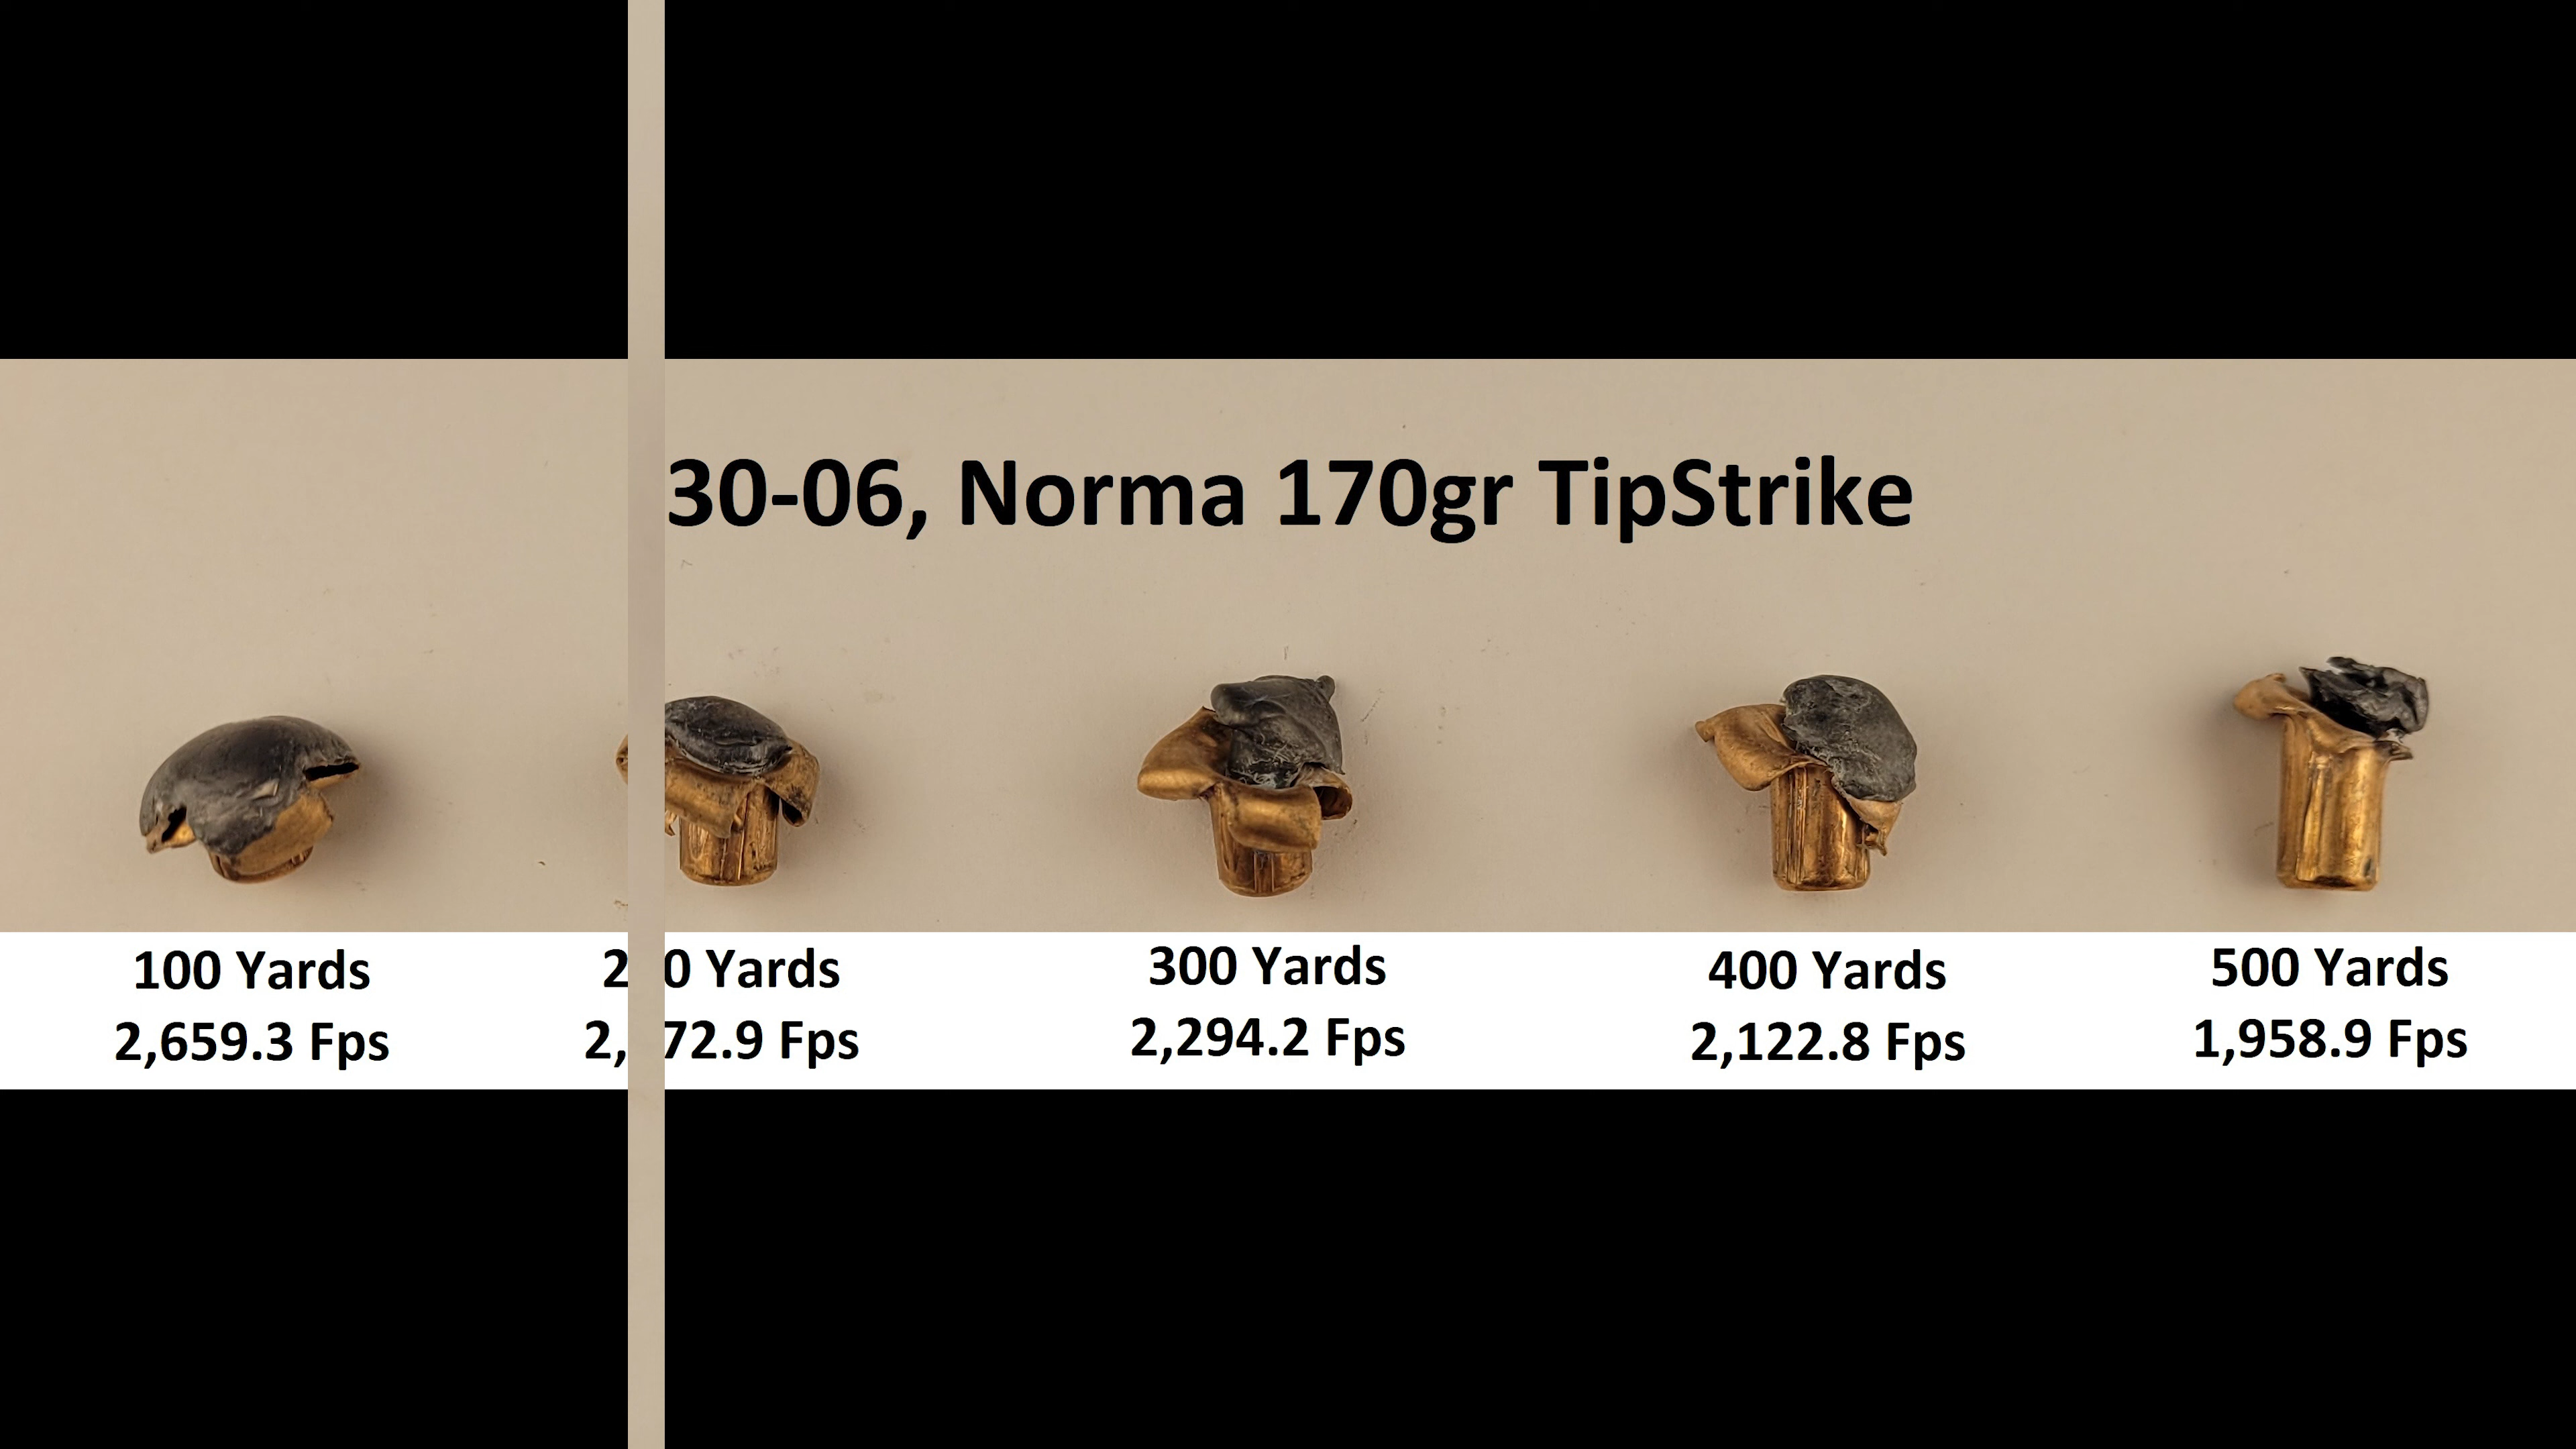 30-06, Norma 170gr TipStrike
100 Yards
2,659.3 Fps
Yards
Fps
300 Yards
2,294.2 Fps
400 Yards
2,122.8 Fps
500 Yards
1,958.9 Fps